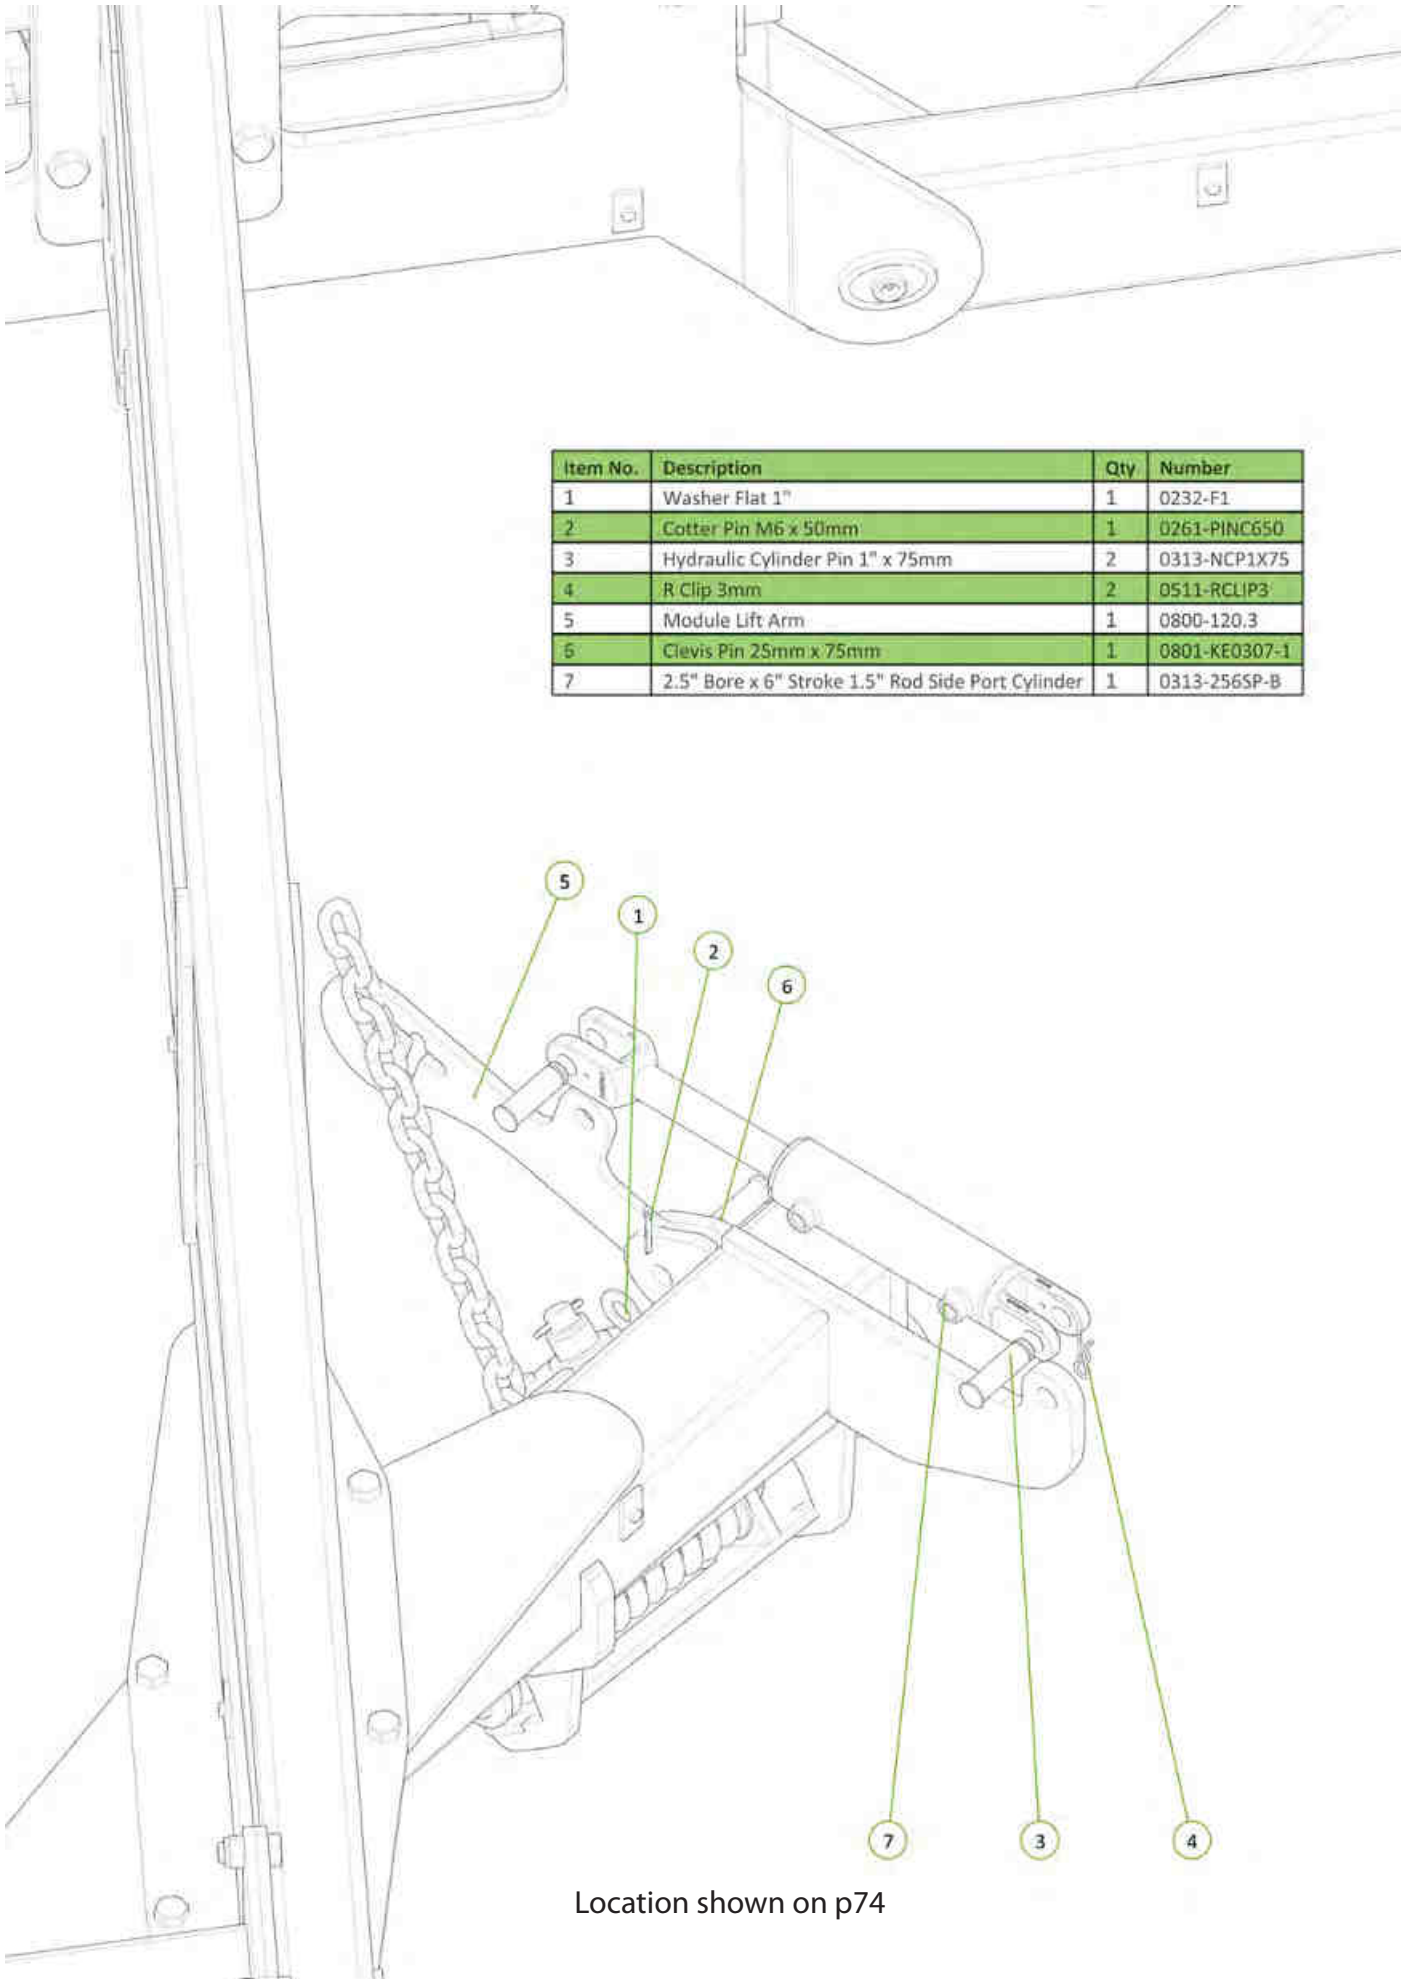 Item No. Description Qty Number
1 Washer Flat 1" 1 0232-F1
2 Cotter Pin M6 x 50mm 1 0261-PINC650
3 Hydraulic Cylinder Pin 1" x 75mm 2 0313-NCP1X75
4 R Clip 3mm 2 0511-RCLIP3
5 Module Lift Arm 1 0800-120.3
6 Clevis Pin 25mm x 75mm 1 0801-KE0307-1
7 2.5" Bore x 6" Stroke 1.5" Rod Side Port Cylinder 1 0313-256SP-B
5
1
2
6
7
3
4
Location shown on p74